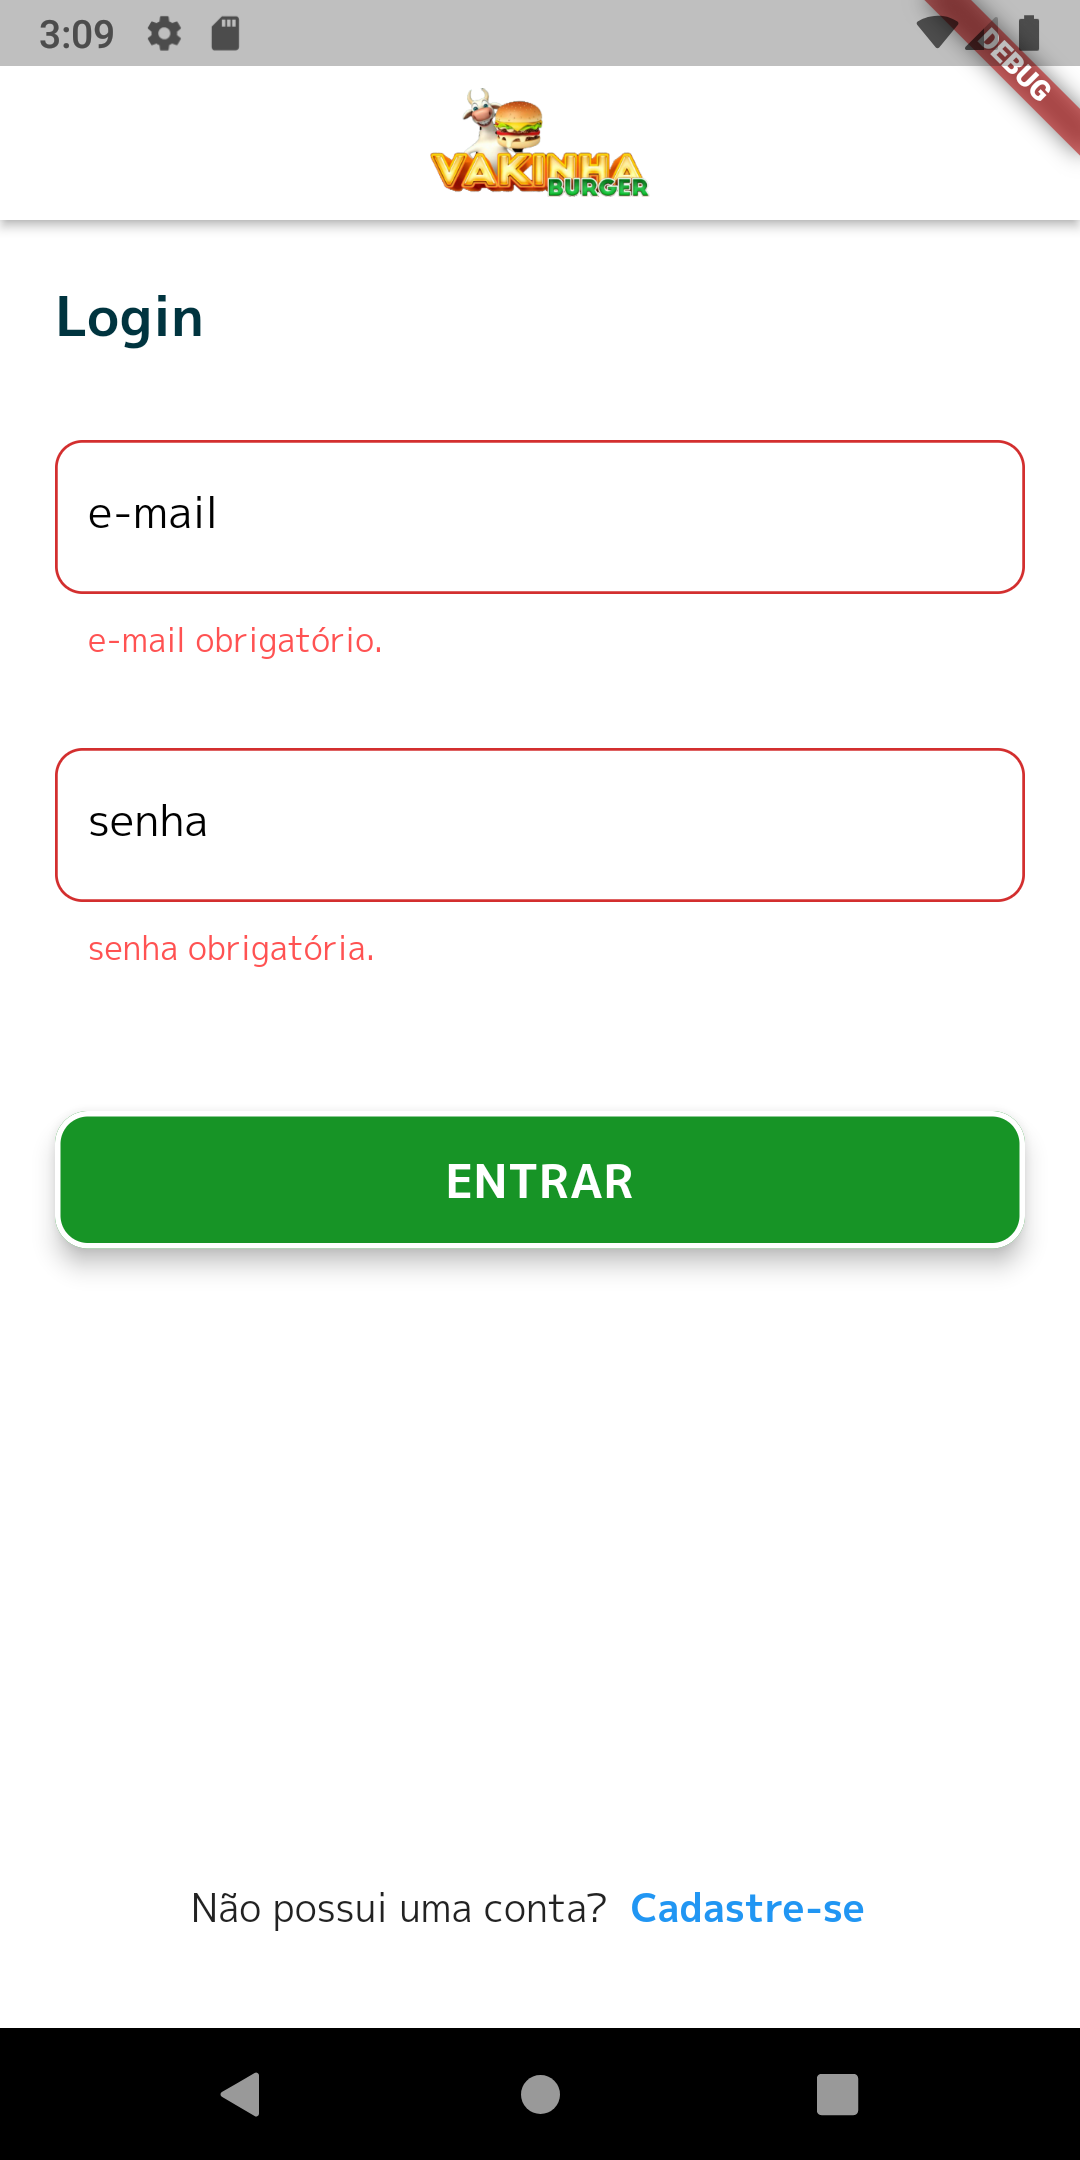 3:09
DEBUG
VAKINHA
BURGER
Login
e-mail
e-mail obrigatório.
senha
senha obrigatória.
ENTRAR
Não possui uma conta? Cadastre-se